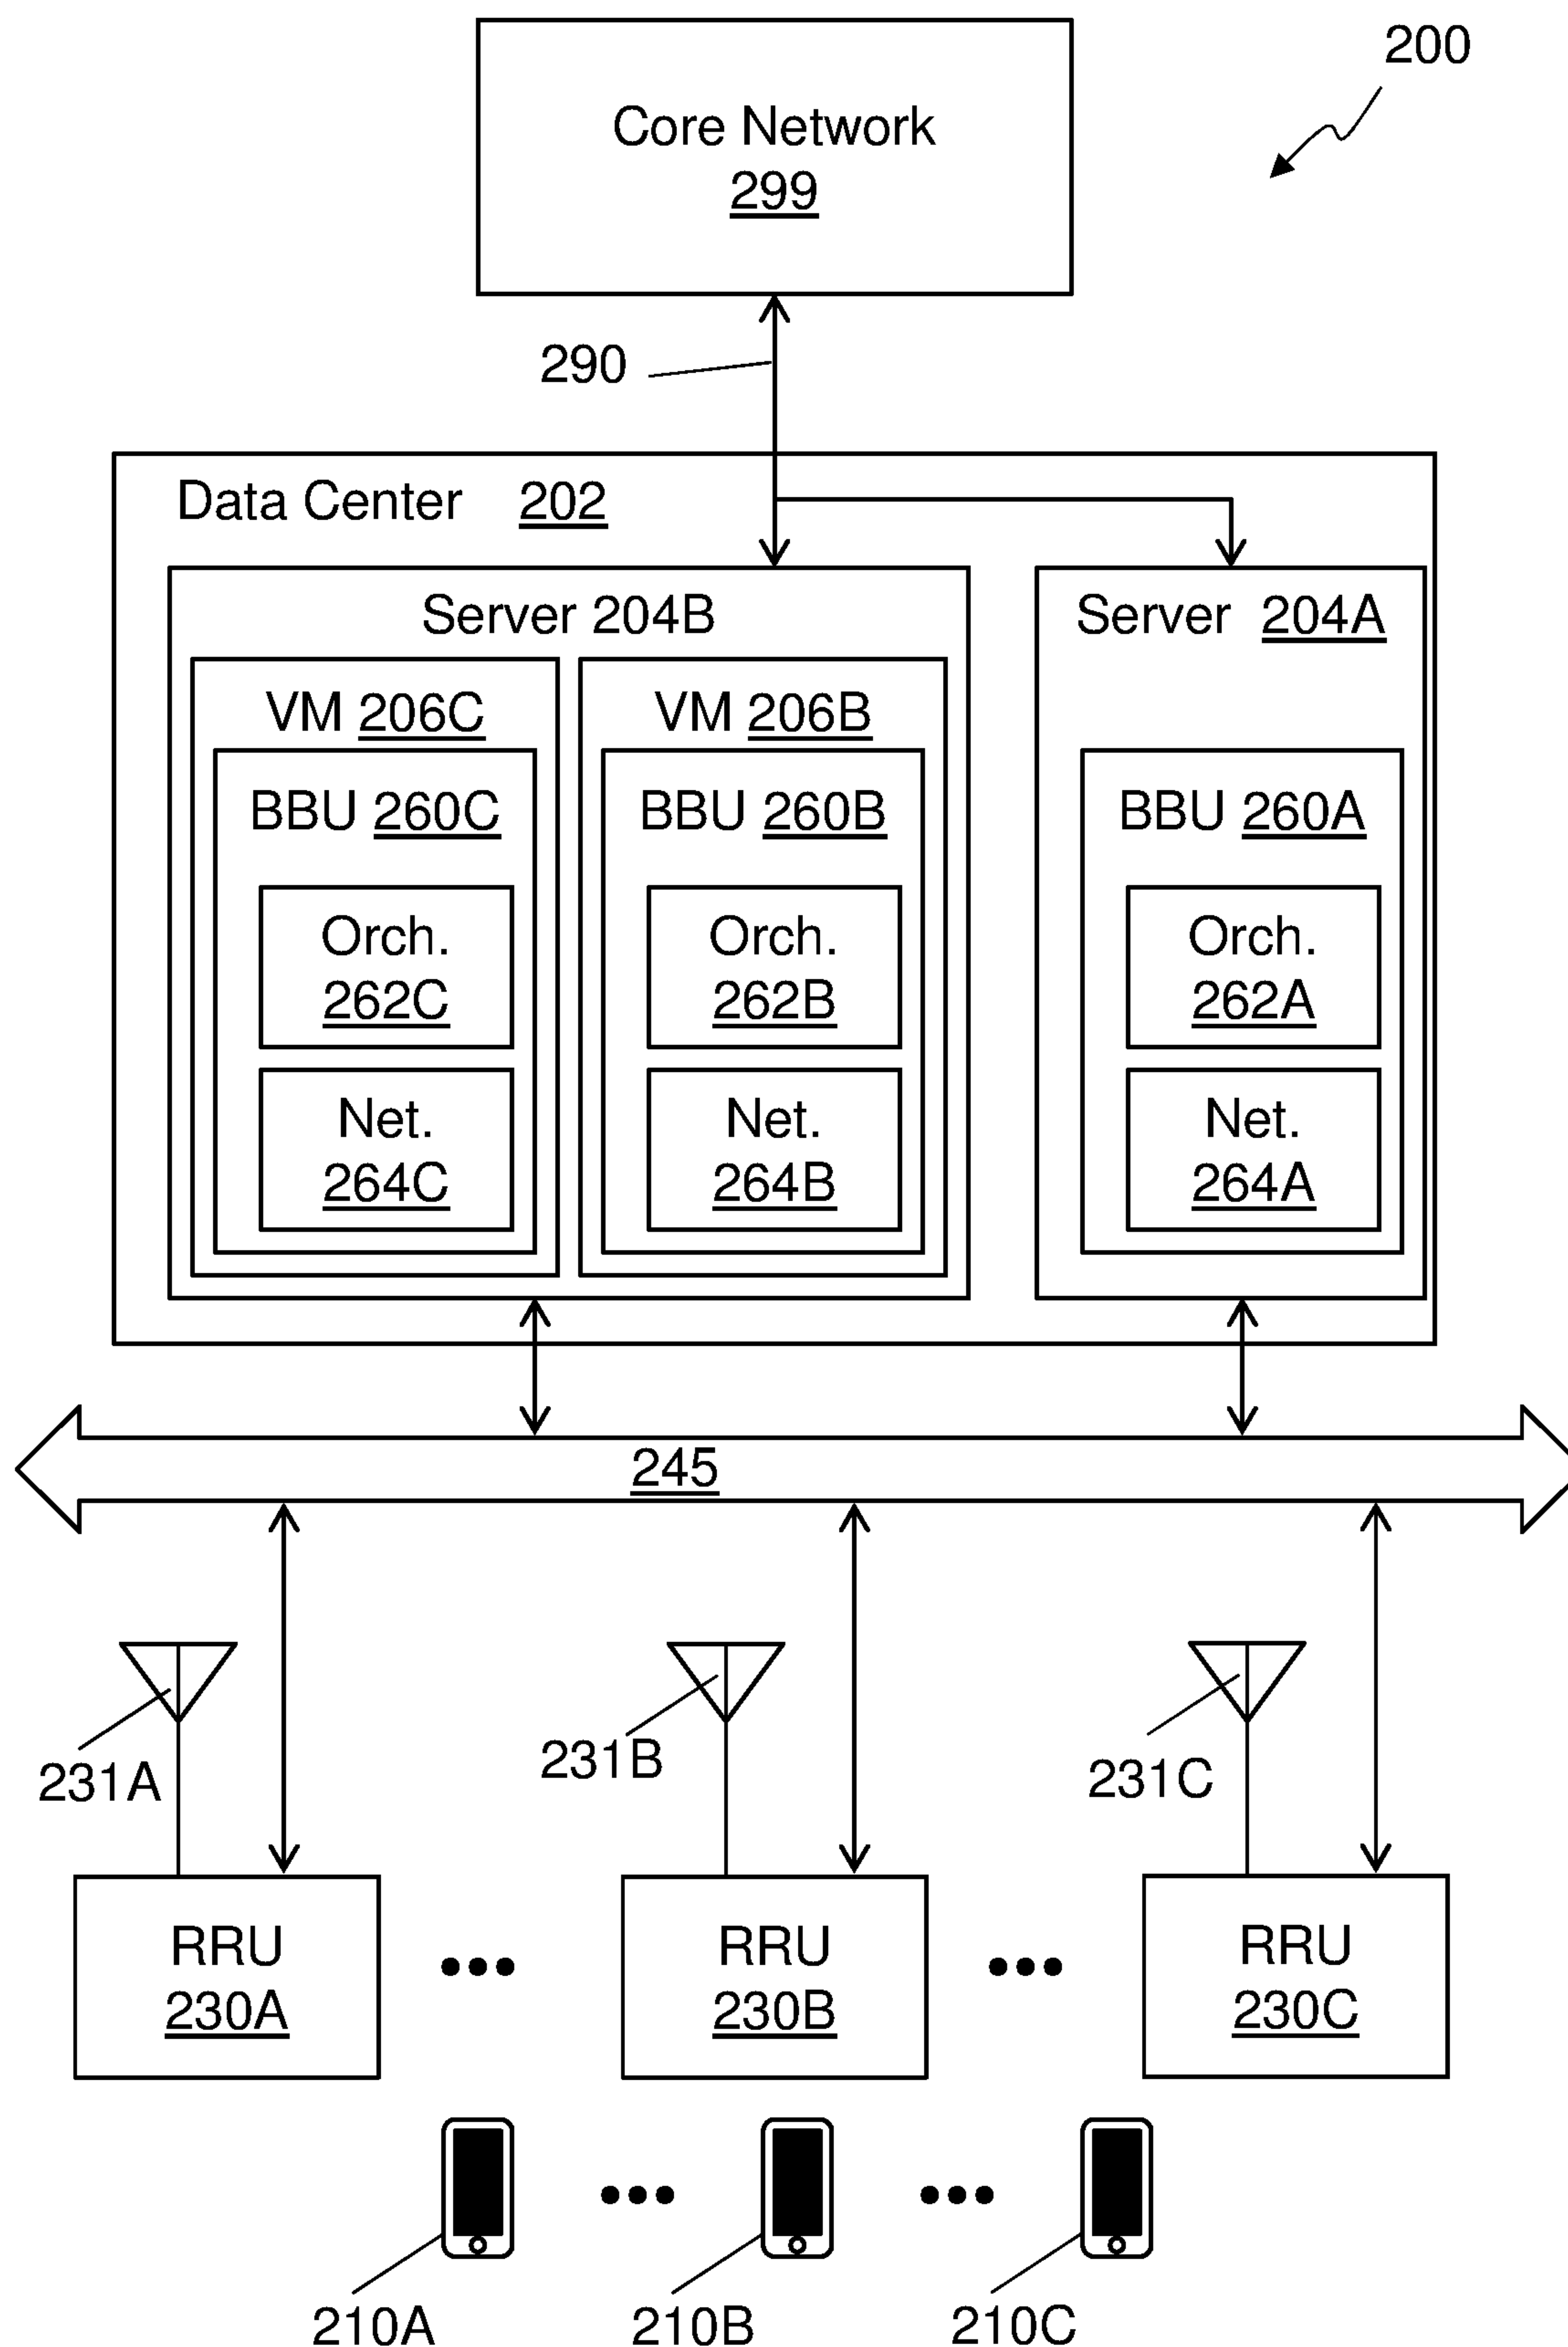 200
Core Network
299
290
Data Center 202
Server 204B
Server 204A
VM 206C
VM 206B
BBU 260C
BBU 260B
BBU 260A
Orch.
262C
Orch.
262B
Orch.
262A
Net.
264C
Net.
264B
Net.
264A
245
231A
231B
231C
RRU
230A
RRU
230B
RRU
230C
210A
210B
210C